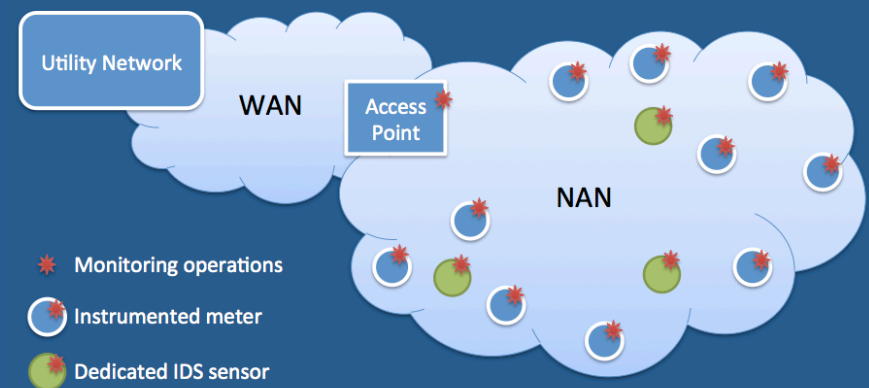 Utility Network
WAN
Access
Point
NAN
Monitoring operations
Instrumented meter
Dedicated IDS sensor